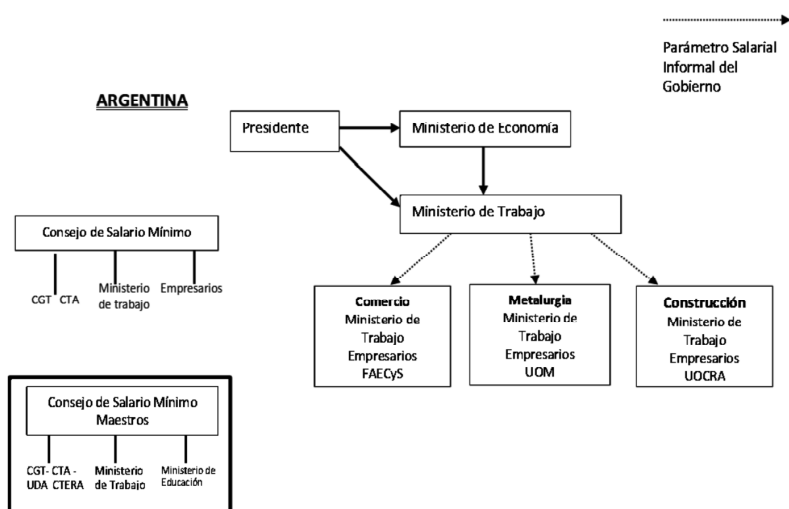 Parámetro Salarial
Informal del
Gobierno
ARGENTINA
Presidente
Ministerio de Economía
Ministerio de Trabajo
Consejo de Salario Mínimo
CGT CTA
Ministerio
de trabajo
Empresarios
Comercio
Ministerio de
Trabajo
Empresarios
FAECyS
Metalurgia
Ministerio de
Trabajo
Empresarios
UOM
Construcción
Ministerio de
Trabajo
Empresarios
UOCRA
Consejo de Salario Mínimo
Maestros
CGT- CTA -
UDA CTERA
Ministerio
de Trabajo
Ministerio de
Educación